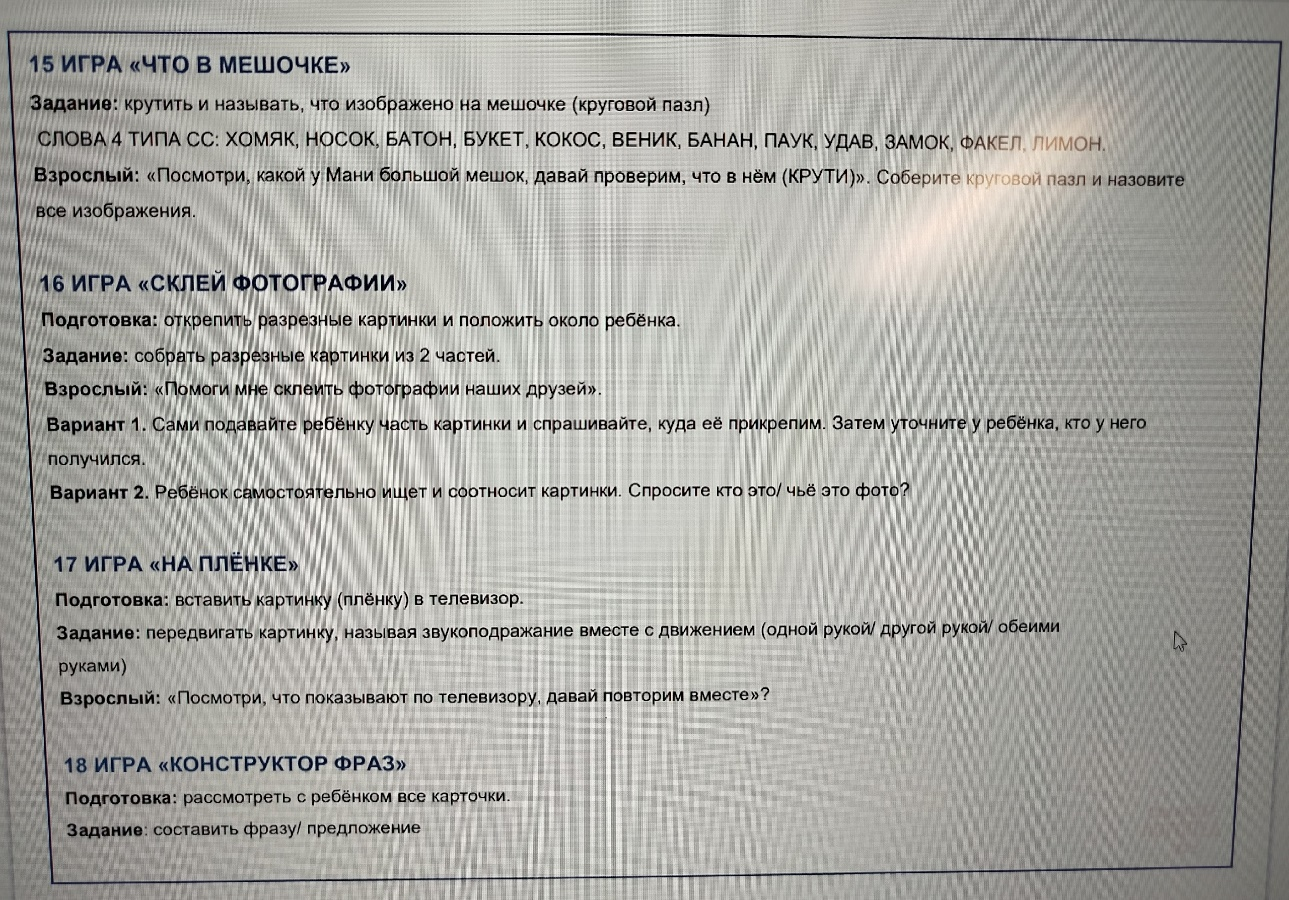 15 ИГРА «ЧТО В МЕШОЧКЕ»
Задание: крутить и называть, что изображено на мешочке (круговой пазл)
СЛОВА 4 ТИПА СС: ХОМЯК, НОСОК, БАТОН, БУКЕТ, КОКОС, ВЕНИК, БАНАН, ПАУК, УДАВ, ЗАМОК, ФАКЕЛ, ЛИМОН.
Взрослый: «Посмотри, какой у Мани большой мешок, давай проверим, что в нём (КРУТИ)». Соберите круговой пазл и назовите
все изображения.
16 ИГРА «СКЛЕЙ ФОТОГРАФИИ»
Подготовка: открепить разрезные картинки и положить около ребёнка.
Задание: собрать разрезные картинки из 2 частей.
Взрослый: «Помоги мне склеить фотографии наших друзей».
Вариант 1. Сами подавайте ребёнку часть картинки и спрашивайте, куда её прикрепим. Затем уточните у ребёнка, кто у него
получился.
Вариант 2. Ребёнок самостоятельно ищет и соотносит картинки. Спросите кто это/ чьё это фото?
17 ИГРА «НА ПЛЁНКЕ»
Подготовка: вставить картинку (плёнку) в телевизор.
Задание: передвигать картинку, называя звукоподражание вместе с движением (одной рукой/ другой рукой/ обеими
руками)
Взрослый: «Посмотри, что показывают по телевизору, давай повторим вместе»?
18 ИГРА «КОНСТРУКТОР ФРАЗ»
Подготовка: рассмотреть с ребёнком все карточки.
Задание: составить фразу/ предложение